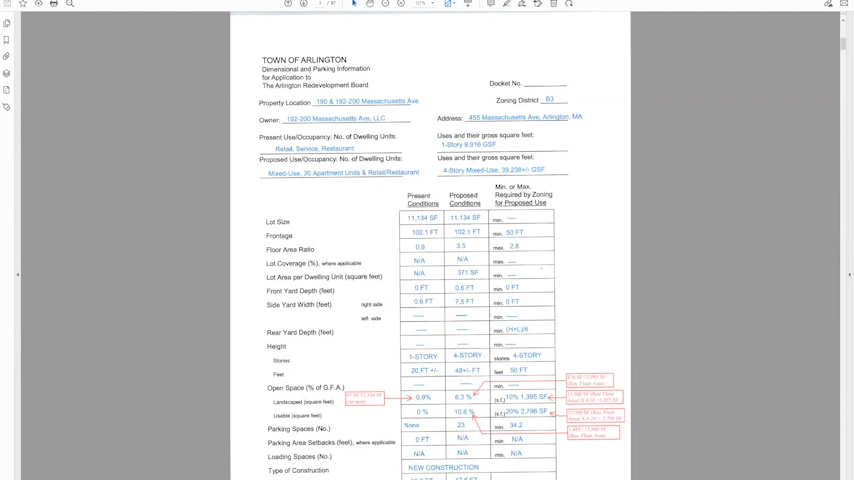 TOWN OF ARLINGTON
Dimensional and Parking Information
for Application to
The Arlington Redevelopment Board
Docket No.
Property Location 190 & 192-200 Massachusetts Ave
Zoning District B3
Owner: 192-200 Massachusetts Ave, LLC
Address: 455 Massachusetts Ave, Arlington, MA
Present Use/Occupancy: No. of Dwelling Units:
Uses and their gross square feet:
Retail, Service, Restaurant
1-Story 9,916 GSF
Proposed Use/Occupancy: No. of Dwelling Units:
Uses and their gross square feet:
Mixed-Use, 30 Apartment Units & Retail/Restaurant
4-Story Mixed-Use, 39,238+/- GSF
Present Conditions
Proposed Conditions
Min. or Max. Required by Zoning for Proposed Use
Lot Size 11,134 SF 11,134 SF min. ----
Frontage 102.1 FT 102.1 FT min. 50 FT
Floor Area Ratio 0.9 3.5 max. 2.8
Lot Coverage (%), where applicable N/A N/A max. ----
Lot Area per Dwelling Unit (square feet) N/A 371 SF min. ----
Front Yard Depth (feet) 0 FT 0.6 FT min. 0 FT
Side Yard Width (feet) right side 0.6 FT 7.5 FT min. 0 FT
left side ---- ---- min. ----
Rear Yard Depth (feet) ---- ---- min. (H+L)/6
Height ---- ---- min. ----
Stories 1-STORY 4-STORY stories 4-STORY
Feet 20 FT +/- 48+/- FT feet 50 FT
Open Space (% of G.F.A.) ---- ---- min.
Landscaped (square feet) 0.9% 6.3 % (s.f.) 10% 1,395 SF
Usable (square feet) 0 % 10.6 % (s.f.) 20% 2,798 SF
Parking Spaces (No.) None 23 min. 34.2
Parking Area Setbacks (feet), where applicable 0 FT N/A min. N/A
Loading Spaces (No.) N/A N/A min. N/A
Type of Construction NEW CONSTRUCTION